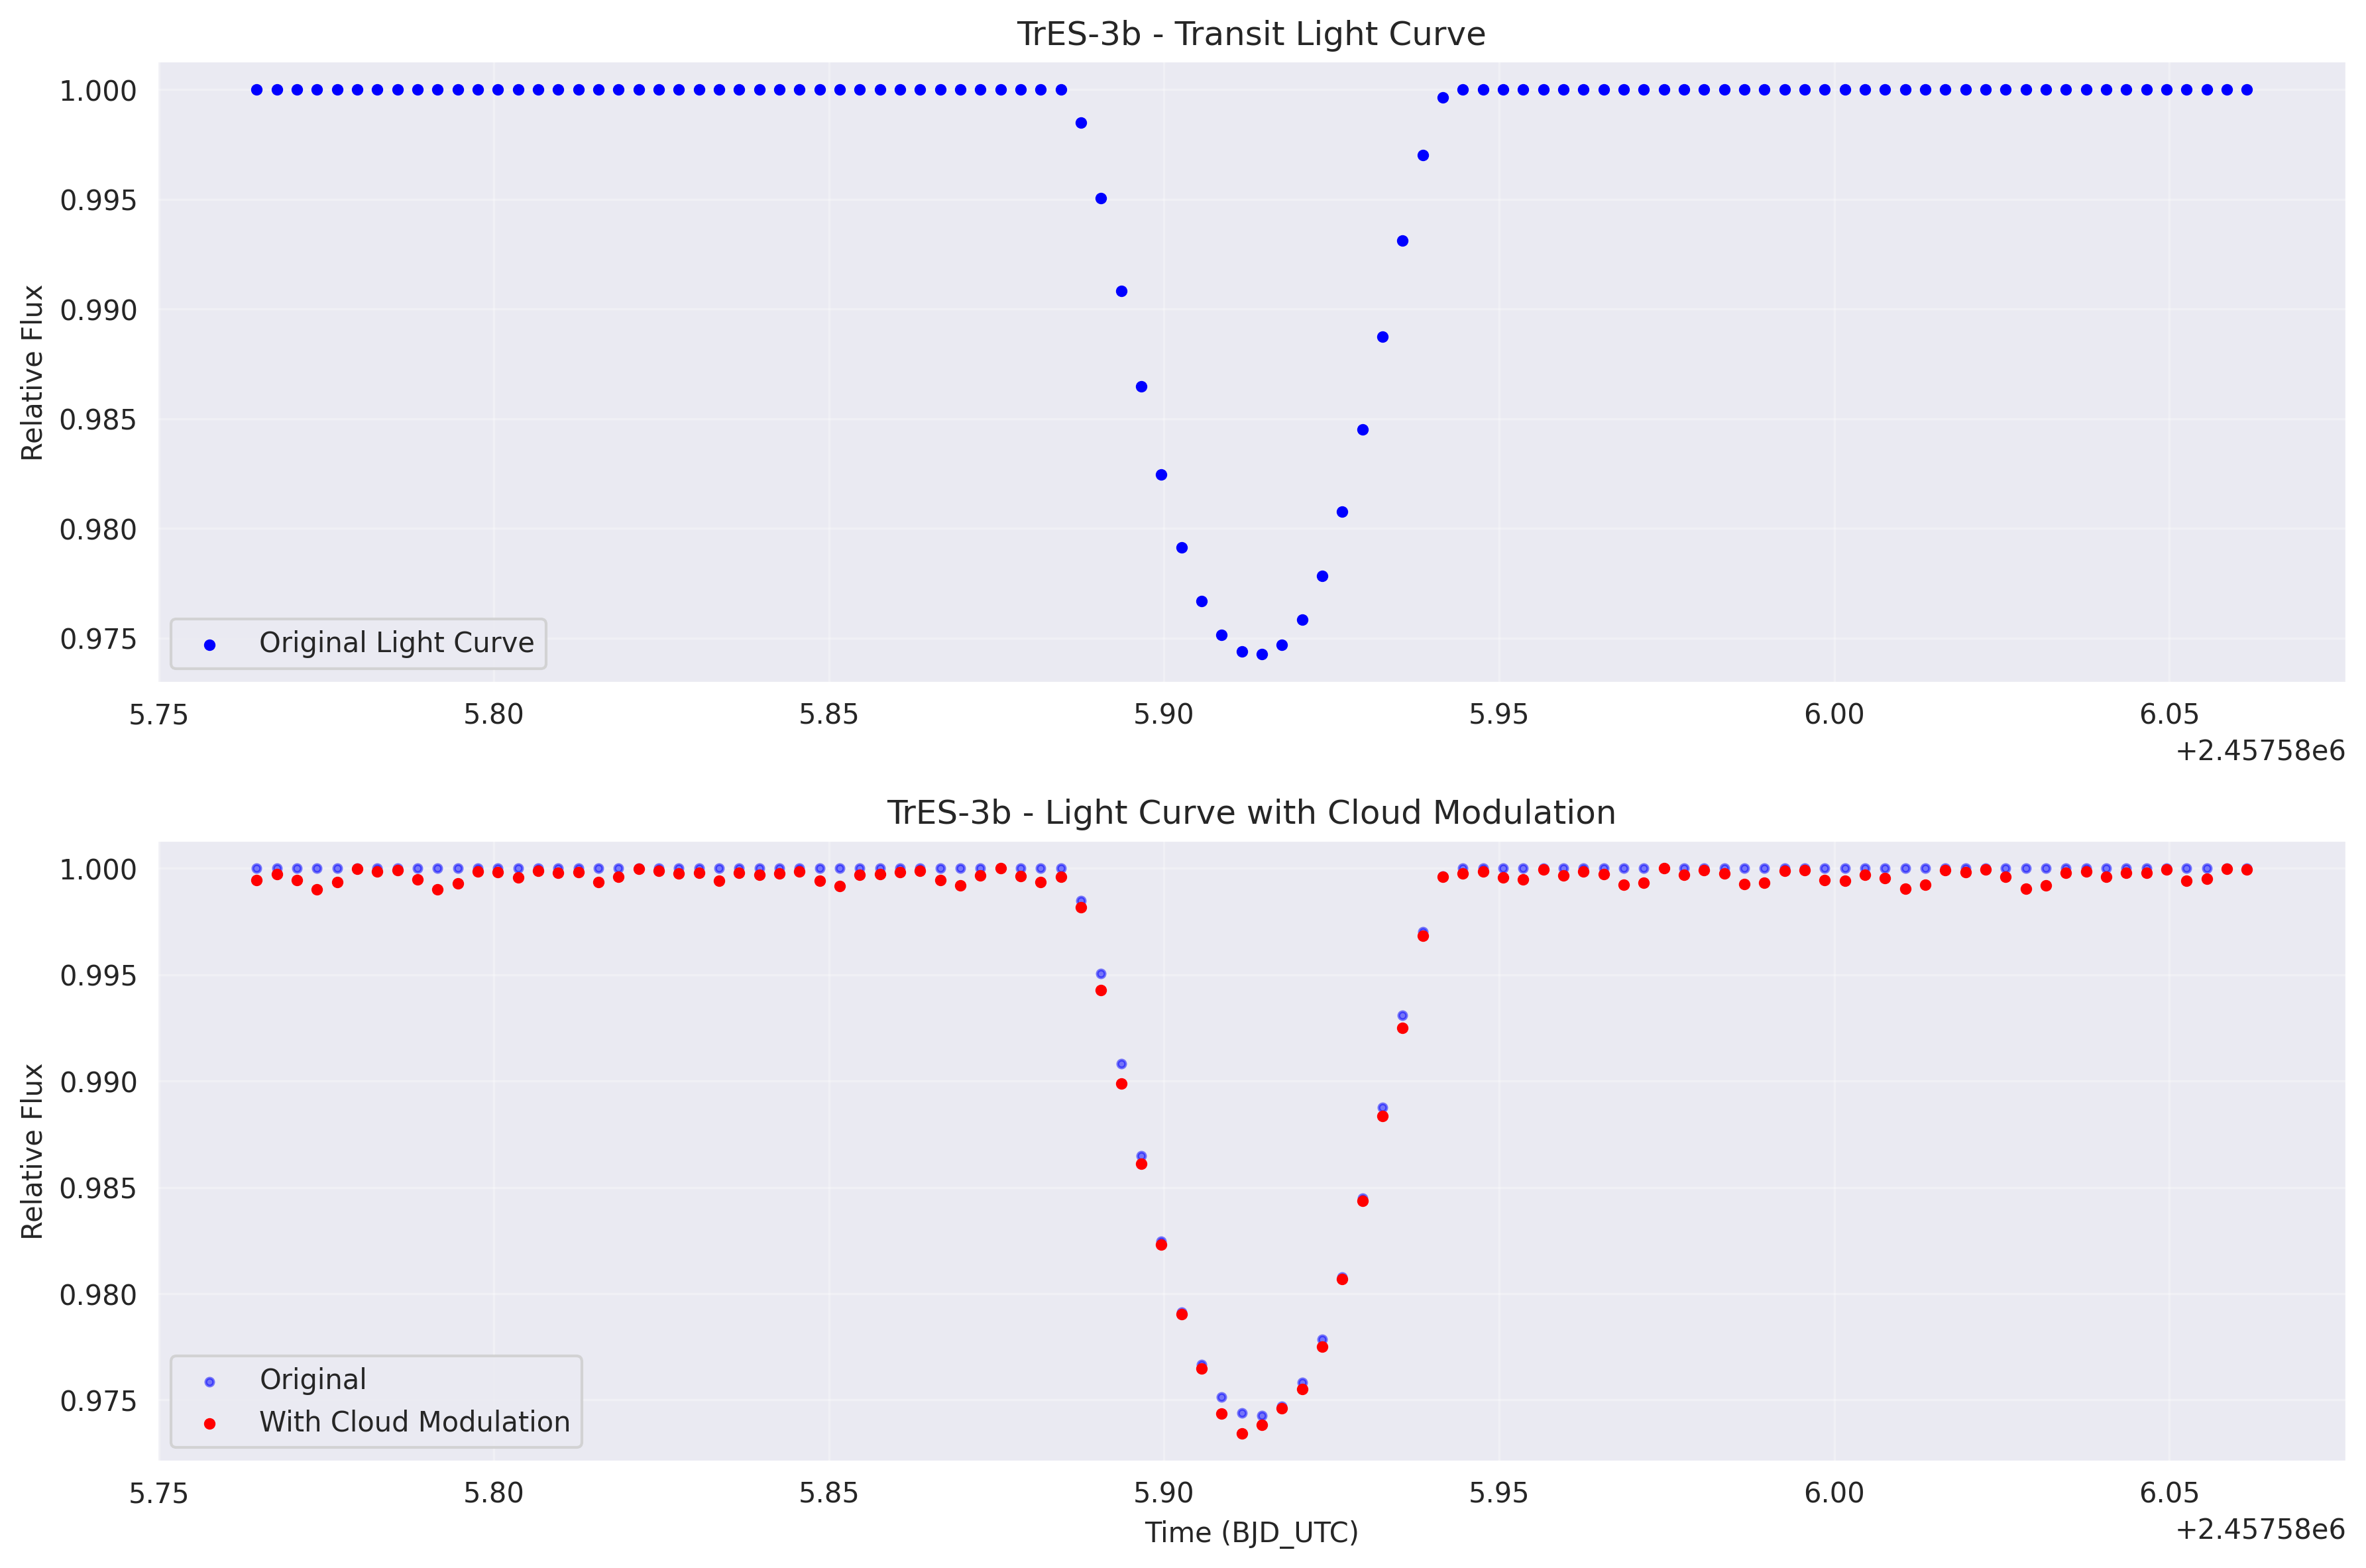 TrES-3b - Transit Light Curve
1.000
0.995
0.990
0.985
0.980
0.975
Relative Flux
Original Light Curve
5.75 5.80 5.85 5.90 5.95 6.00 6.05
+2.45758e6
TrES-3b - Light Curve with Cloud Modulation
1.000
0.995
0.990
0.985
0.980
0.975
Relative Flux
Original
With Cloud Modulation
5.75 5.80 5.85 5.90 5.95 6.00 6.05
Time (BJD_UTC)
+2.45758e6